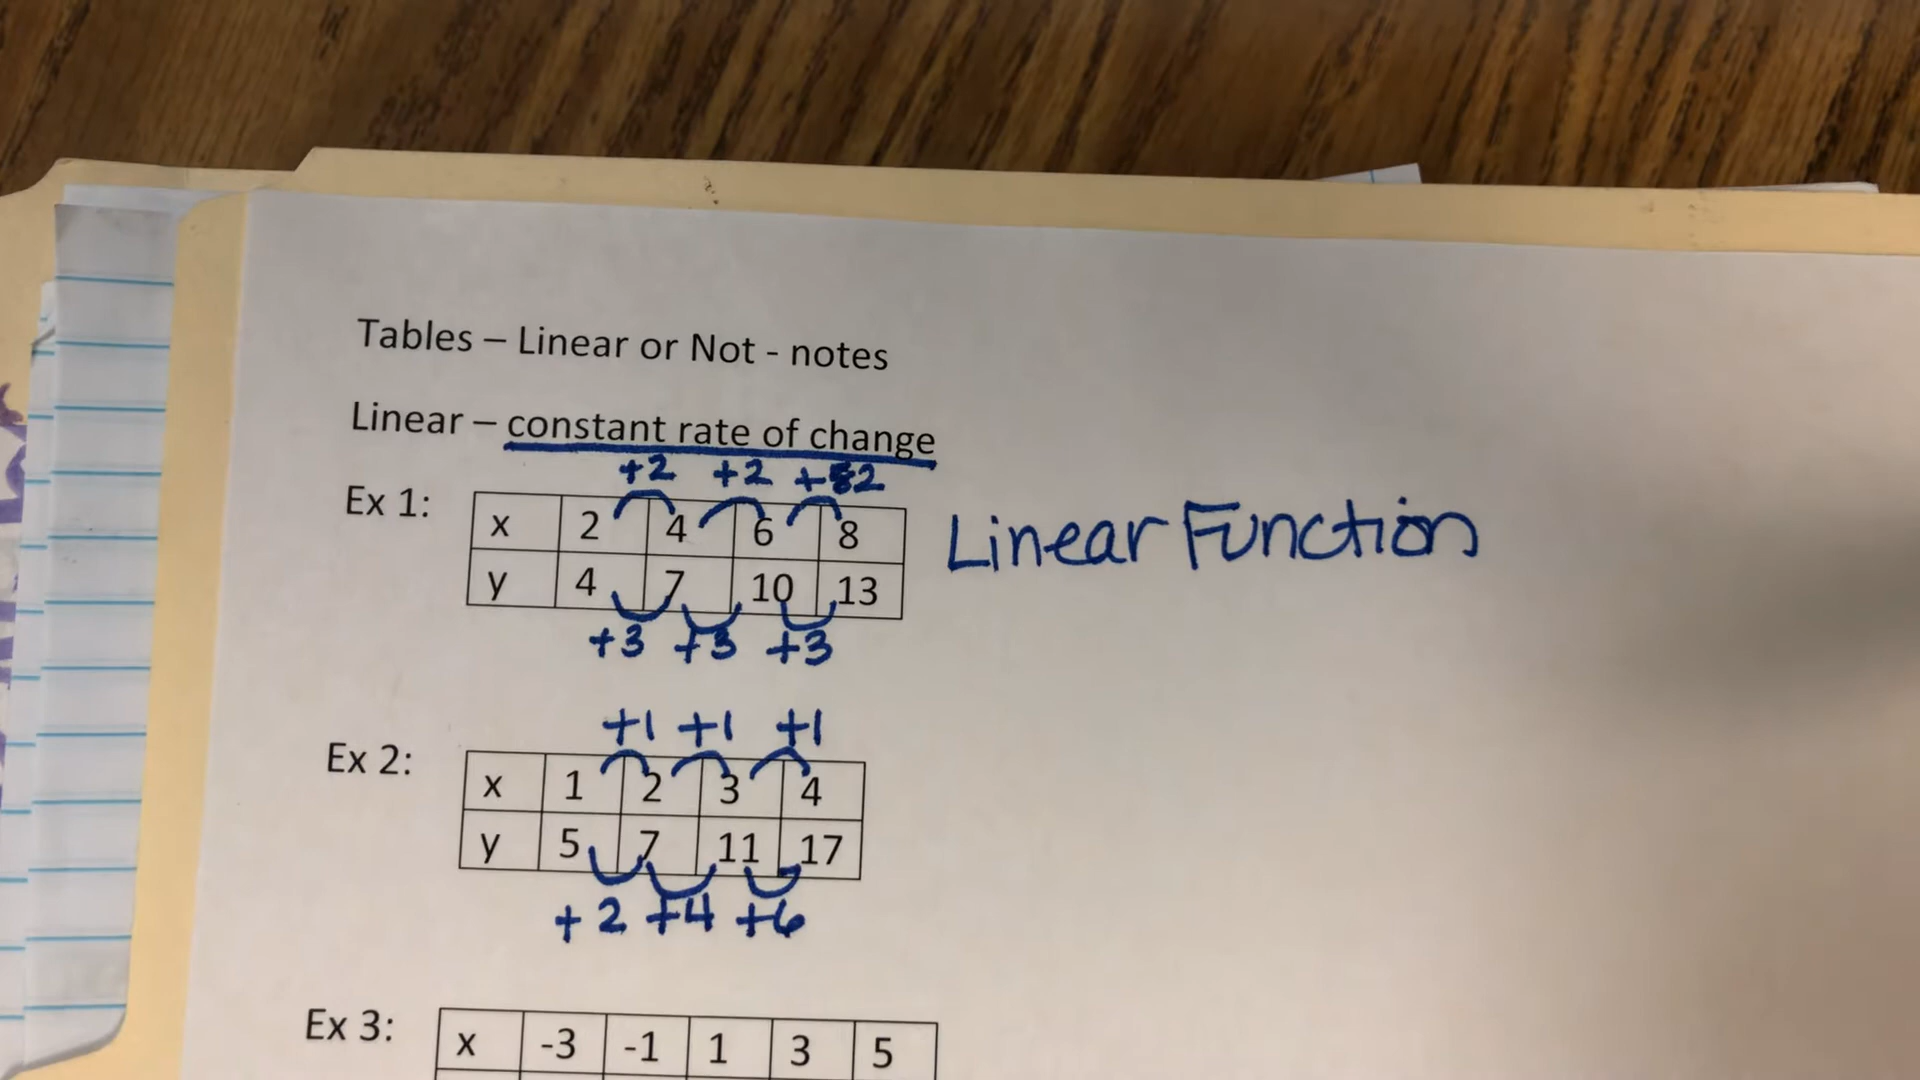 Tables – Linear or Not - notes
Linear – constant rate of change
+2 +2 +82
Ex 1: x 2 4 6 8 Linear Function
y 4 7 10 13
+3 +3 +3
+1 +1 +1
Ex 2: x 1 2 3 4
y 5 7 11 17
+2 +4 +6
Ex 3: x -3 -1 1 3 5